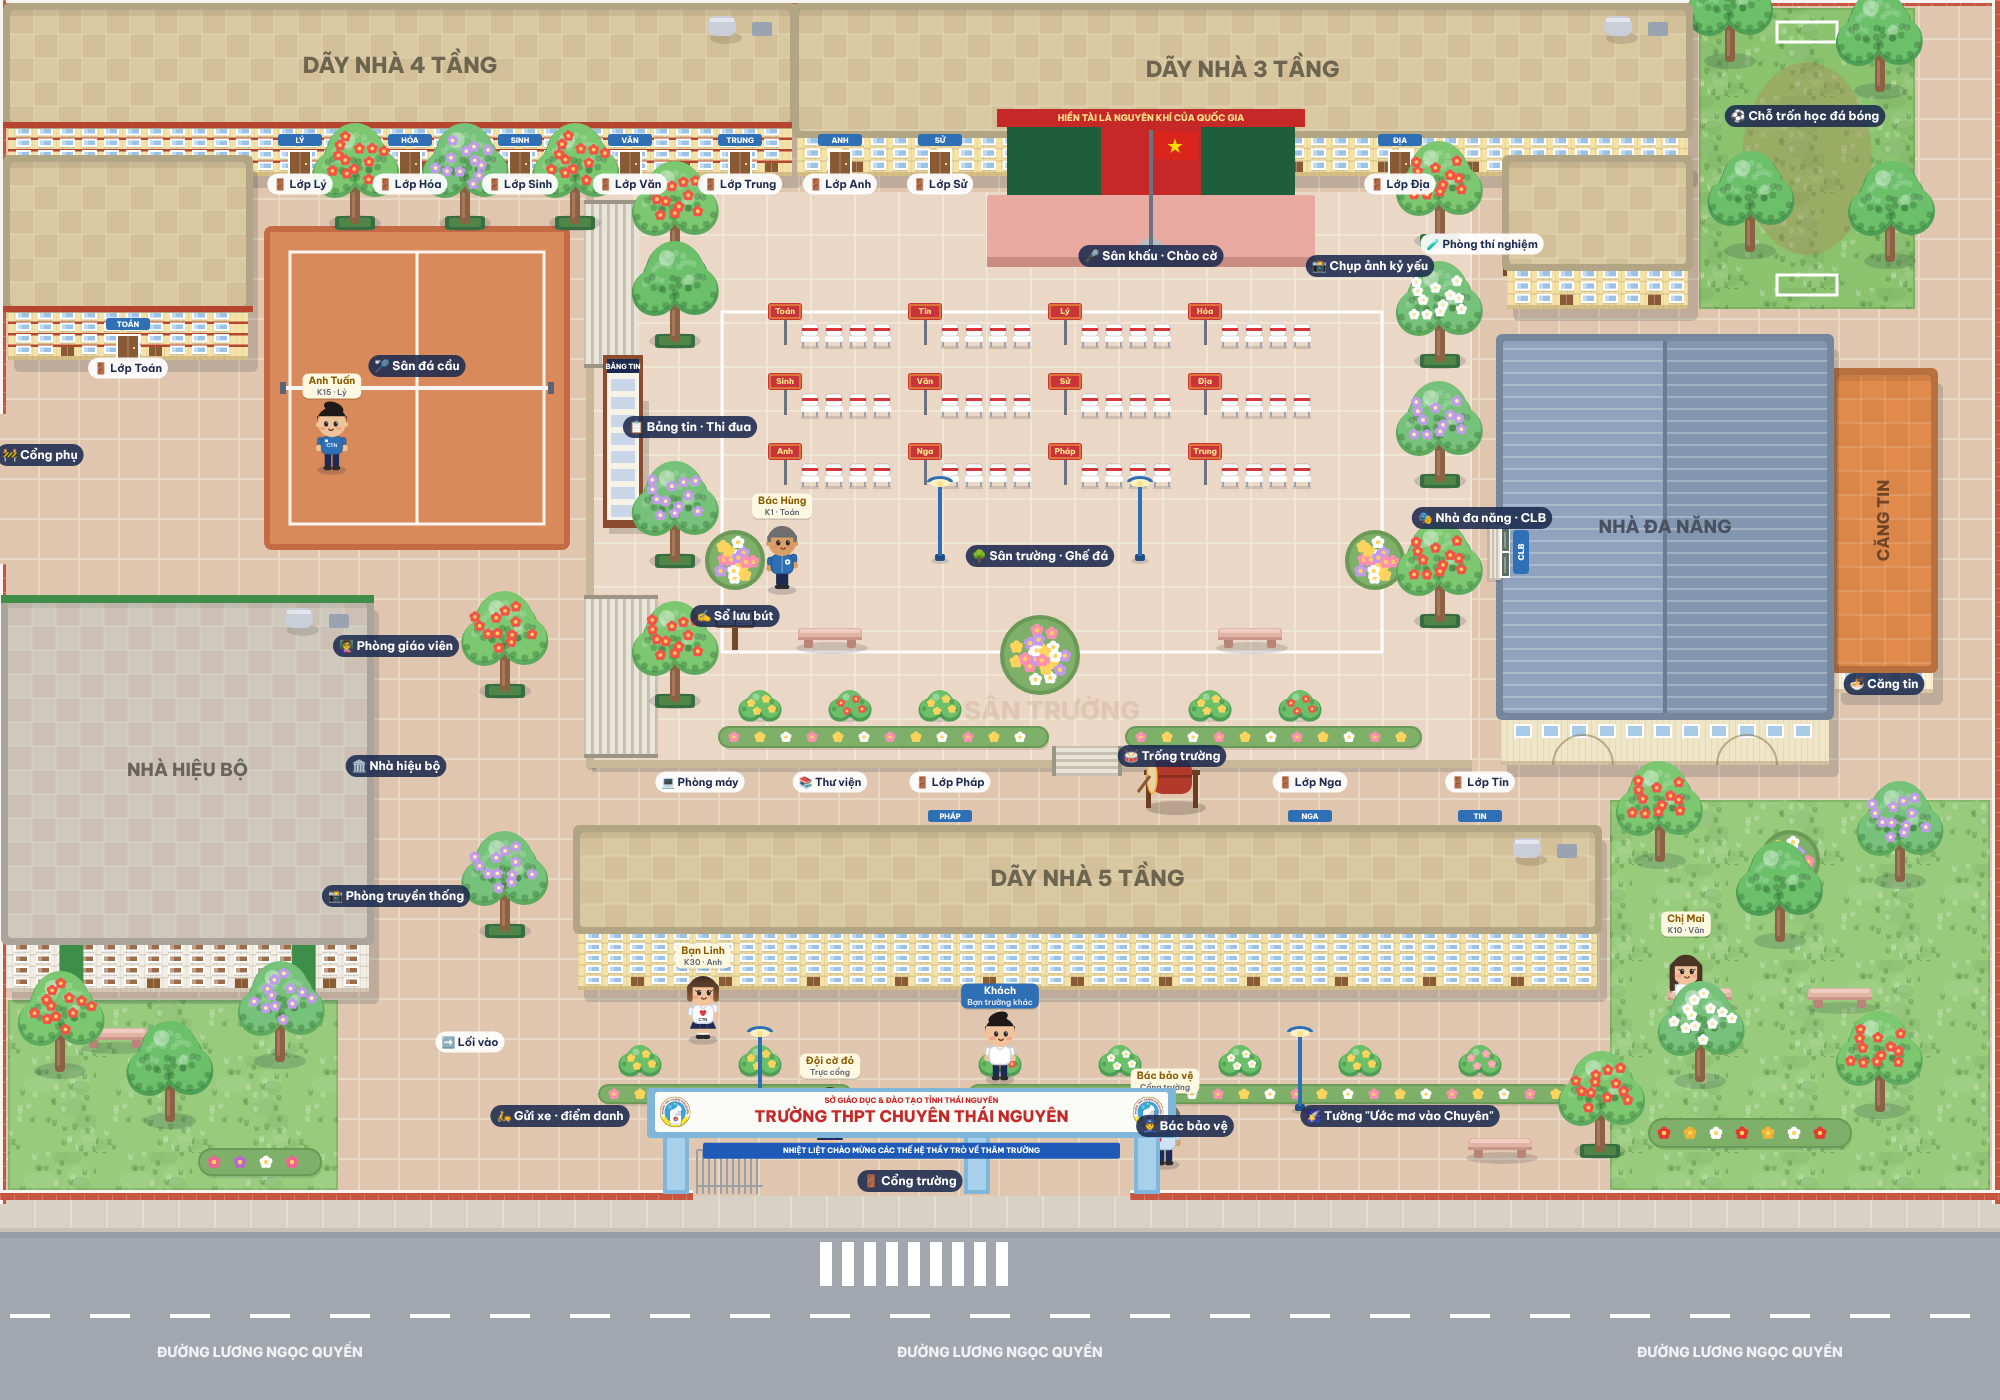 DÃY NHÀ 4 TẦNG
DÃY NHÀ 3 TẦNG
HIỀN TÀI LÀ NGUYÊN KHÍ CỦA QUỐC GIA
⚽ Chỗ trốn học đá bóng
LÝ
HÓA
SINH
VĂN
TRUNG
ANH
SỬ
ĐỊA
Lớp Lý
Lớp Hóa
Lớp Sinh
Lớp Văn
Lớp Trung
Lớp Anh
Lớp Sử
Lớp Địa
Phòng thí nghiệm
Sân khấu · Chào cờ
Chụp ảnh kỷ yếu
TOÁN
Lớp Toán
Sân đá cầu
Anh Tuấn
K15 · Lý
CTN
BẢNG TIN
Bảng tin · Thi đua
Toán
Tin
Lý
Hóa
Sinh
Văn
Sử
Địa
Anh
Nga
Pháp
Trung
Cổng phụ
Bác Hùng
K1 · Toán
Sân trường · Ghế đá
Nhà đa năng · CLB
CLB
NHÀ ĐA NĂNG
CĂNG TIN
Căng tin
Sổ lưu bút
Phòng giáo viên
NHÀ HIỆU BỘ
Nhà hiệu bộ
Phòng truyền thống
SÂN TRƯỜNG
Trống trường
Phòng máy
Thư viện
Lớp Pháp
Lớp Nga
Lớp Tin
PHÁP
NGA
TIN
DÃY NHÀ 5 TẦNG
Chị Mai
K10 · Văn
Bạn Linh
K30 · Anh
CTN
Khách
Bạn trường khác
Lối vào
Đội cờ đỏ
Trực cổng
Bác bảo vệ
Cổng trường
Gửi xe · điểm danh
SỞ GIÁO DỤC & ĐÀO TẠO TỈNH THÁI NGUYÊN
TRƯỜNG THPT CHUYÊN THÁI NGUYÊN
Bác bảo vệ
Tường "Ước mơ vào Chuyên"
NHIỆT LIỆT CHÀO MỪNG CÁC THẾ HỆ THẦY TRÒ VỀ THĂM TRƯỜNG
Cổng trường
ĐƯỜNG LƯƠNG NGỌC QUYẾN
ĐƯỜNG LƯƠNG NGỌC QUYẾN
ĐƯỜNG LƯƠNG NGỌC QUYẾN